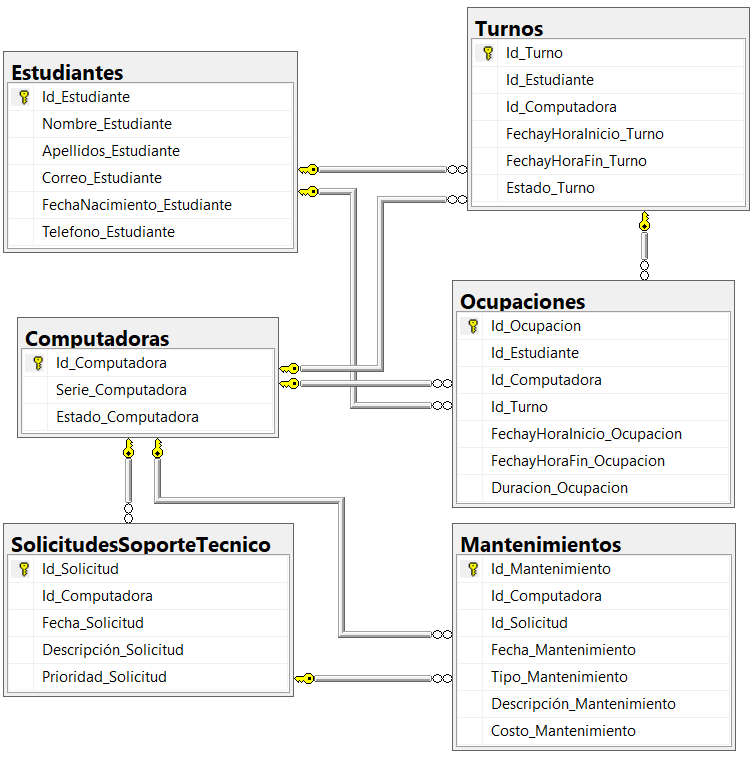 Estudiantes
Id_Estudiante
Nombre_Estudiante
Apellidos_Estudiante
Correo_Estudiante
FechaNacimiento_Estudiante
Telefono_Estudiante
Turnos
Id_Turno
Id_Estudiante
Id_Computadora
FechayHoraInicio_Turno
FechayHoraFin_Turno
Estado_Turno
Computadoras
Id_Computadora
Serie_Computadora
Estado_Computadora
Ocupaciones
Id_Ocupacion
Id_Estudiante
Id_Computadora
Id_Turno
FechayHoraInicio_Ocupacion
FechayHoraFin_Ocupacion
Duracion_Ocupacion
SolicitudesSoporteTecnico
Id_Solicitud
Id_Computadora
Fecha_Solicitud
Descripción_Solicitud
Prioridad_Solicitud
Mantenimientos
Id_Mantenimiento
Id_Computadora
Id_Solicitud
Fecha_Mantenimiento
Tipo_Mantenimiento
Descripción_Mantenimiento
Costo_Mantenimiento